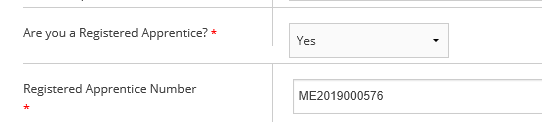 Are you a Registered Apprentice? *
Yes
Registered Apprentice Number
*
ME2019000576